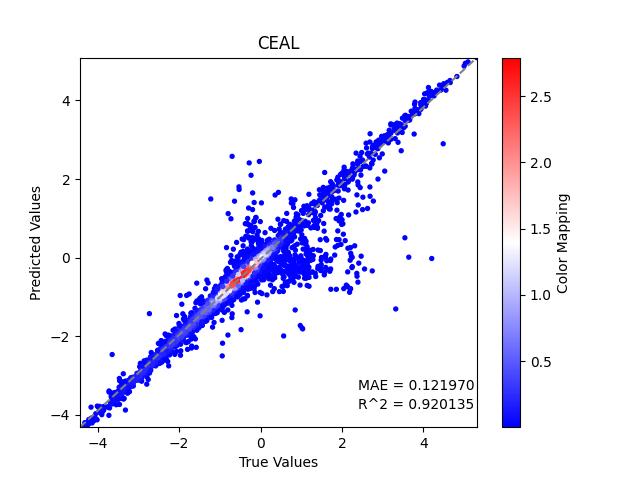 CEAL
4
2
0
−2
−4
Predicted Values
−4
−2
0
2
4
True Values
MAE = 0.121970
R^2 = 0.920135
2.5
2.0
1.5
1.0
0.5
Color Mapping